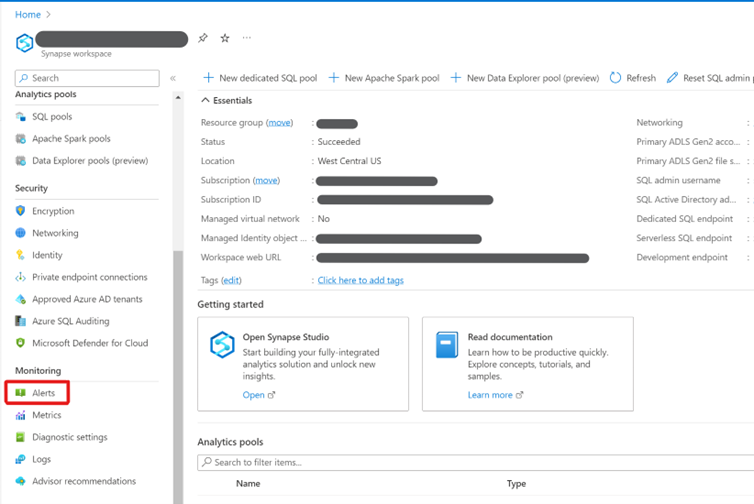 Home >
...
Synapse workspace
Search
«
Analytics pools
SQL pools
Apache Spark pools
Data Explorer pools (preview)
Security
Encryption
Networking
Identity
Private endpoint connections
Approved Azure AD tenants
Azure SQL Auditing
Microsoft Defender for Cloud
Monitoring
Alerts
Metrics
Diagnostic settings
Logs
Advisor recommendations
New dedicated SQL pool
New Apache Spark pool
New Data Explorer pool (preview)
Refresh
Reset SQL admin
Essentials
Resource group (move) :
Status : Succeeded
Location : West Central US
Subscription (move) :
Subscription ID :
Managed virtual network : No
Managed Identity object ... :
Workspace web URL :
Tags (edit) : Click here to add tags
Networking :
Primary ADLS Gen2 acco... :
Primary ADLS Gen2 file s... :
SQL admin username :
SQL Active Directory ad... :
Dedicated SQL endpoint :
Serverless SQL endpoint :
Development endpoint :
Getting started
Open Synapse Studio
Start building your fully-integrated
analytics solution and unlock new
insights.
Open
Read documentation
Learn how to be productive quickly.
Explore concepts, tutorials, and
samples.
Learn more
Analytics pools
Search to filter items...
Name Type